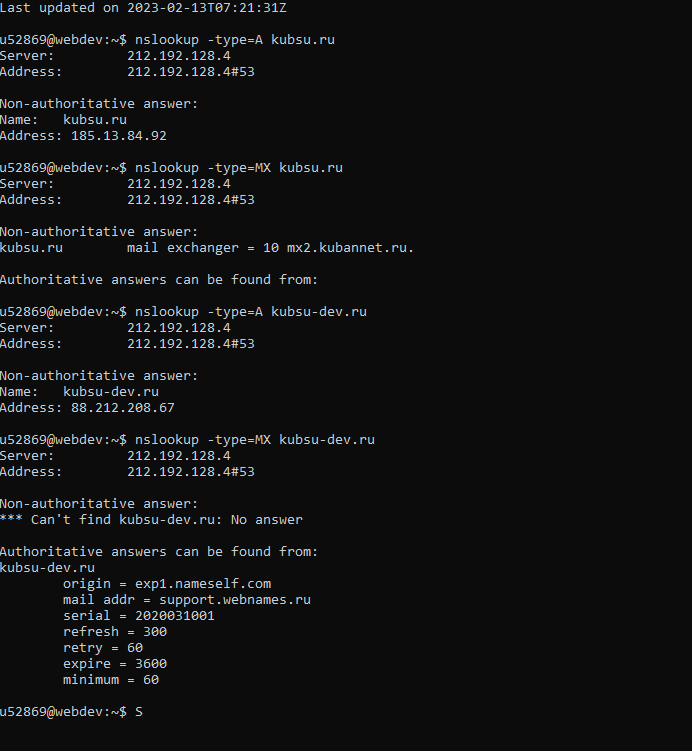 Last updated on 2023-02-13T07:21:31Z
u52869@webdev:~$ nslookup -type=A kubsu.ru
Server:         212.192.128.4
Address:        212.192.128.4#53
Non-authoritative answer:
Name:   kubsu.ru
Address: 185.13.84.92
u52869@webdev:~$ nslookup -type=MX kubsu.ru
Server:         212.192.128.4
Address:        212.192.128.4#53
Non-authoritative answer:
kubsu.ru        mail exchanger = 10 mx2.kubannet.ru.
Authoritative answers can be found from:
u52869@webdev:~$ nslookup -type=A kubsu-dev.ru
Server:         212.192.128.4
Address:        212.192.128.4#53
Non-authoritative answer:
Name:   kubsu-dev.ru
Address: 88.212.208.67
u52869@webdev:~$ nslookup -type=MX kubsu-dev.ru
Server:         212.192.128.4
Address:        212.192.128.4#53
Non-authoritative answer:
*** Can't find kubsu-dev.ru: No answer
Authoritative answers can be found from:
kubsu-dev.ru
        origin = exp1.nameself.com
        mail addr = support.webnames.ru
        serial = 2020031001
        refresh = 300
        retry = 60
        expire = 3600
        minimum = 60
u52869@webdev:~$ S